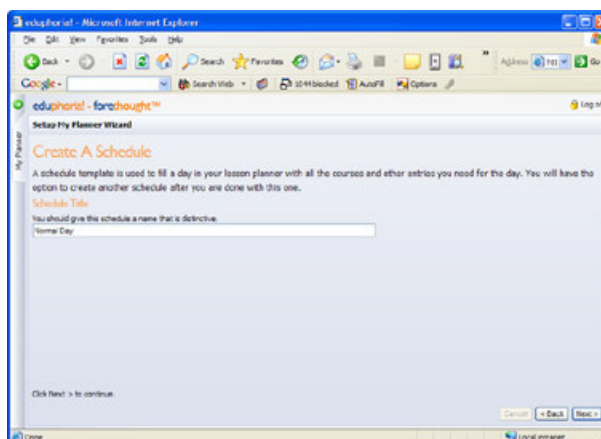 eduphoria! - Microsoft Internet Explorer
File Edit View Favorites Tools Help
Back Search Favorites Address Go
Google Search Web 1044 blocked AutoFill Options
eduphoria! - forethought™ Log of
My Planner
Setup My Planner Wizard
Create A Schedule
A schedule template is used to fill a day in your lesson planner with all the courses and other entries you need for the day. You will have the
option to create another schedule after you are done with this one.
Schedule Title
You should give this schedule a name that is distinctive.
Normal Day
Click Next > to continue.
Cancel < Back Next >
Done Local intranet